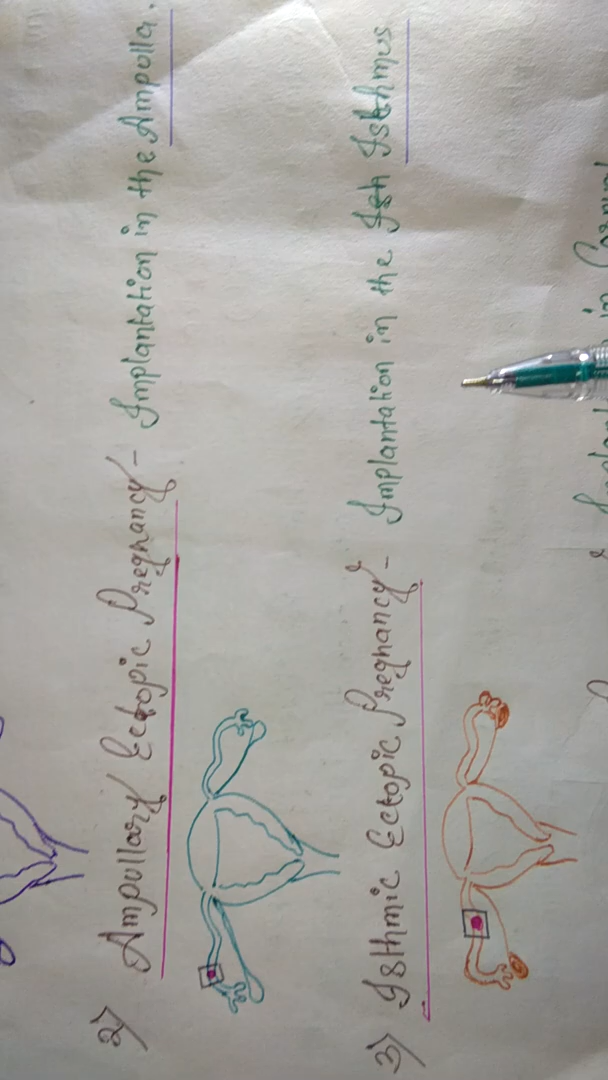 2) Ampullary Ectopic Pregnancy - Implantation in the Ampulla.
3) Isthmic Ectopic Pregnancy - Implantation in the Isthmus